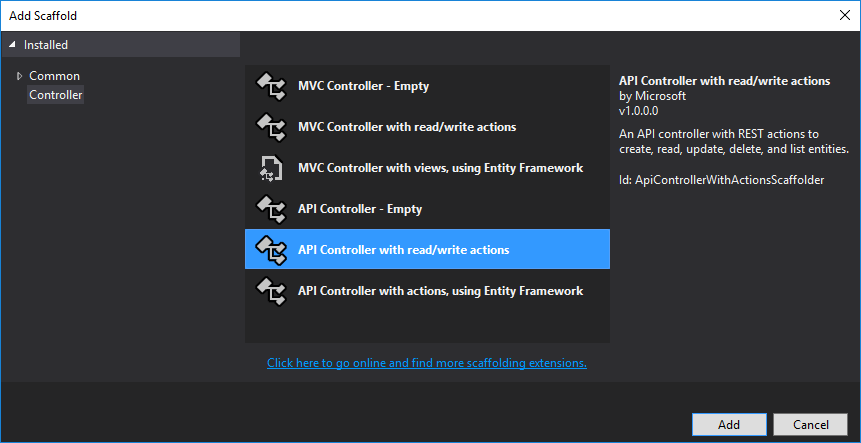 Add Scaffold
Installed
Common
Controller
MVC Controller - Empty
MVC Controller with read/write actions
MVC Controller with views, using Entity Framework
API Controller - Empty
API Controller with read/write actions
API Controller with actions, using Entity Framework
Click here to go online and find more scaffolding extensions.
API Controller with read/write actions
by Microsoft
v1.0.0.0
An API controller with REST actions to
create, read, update, delete, and list entities.
Id: ApiControllerWithActionsScaffolder
Add
Cancel